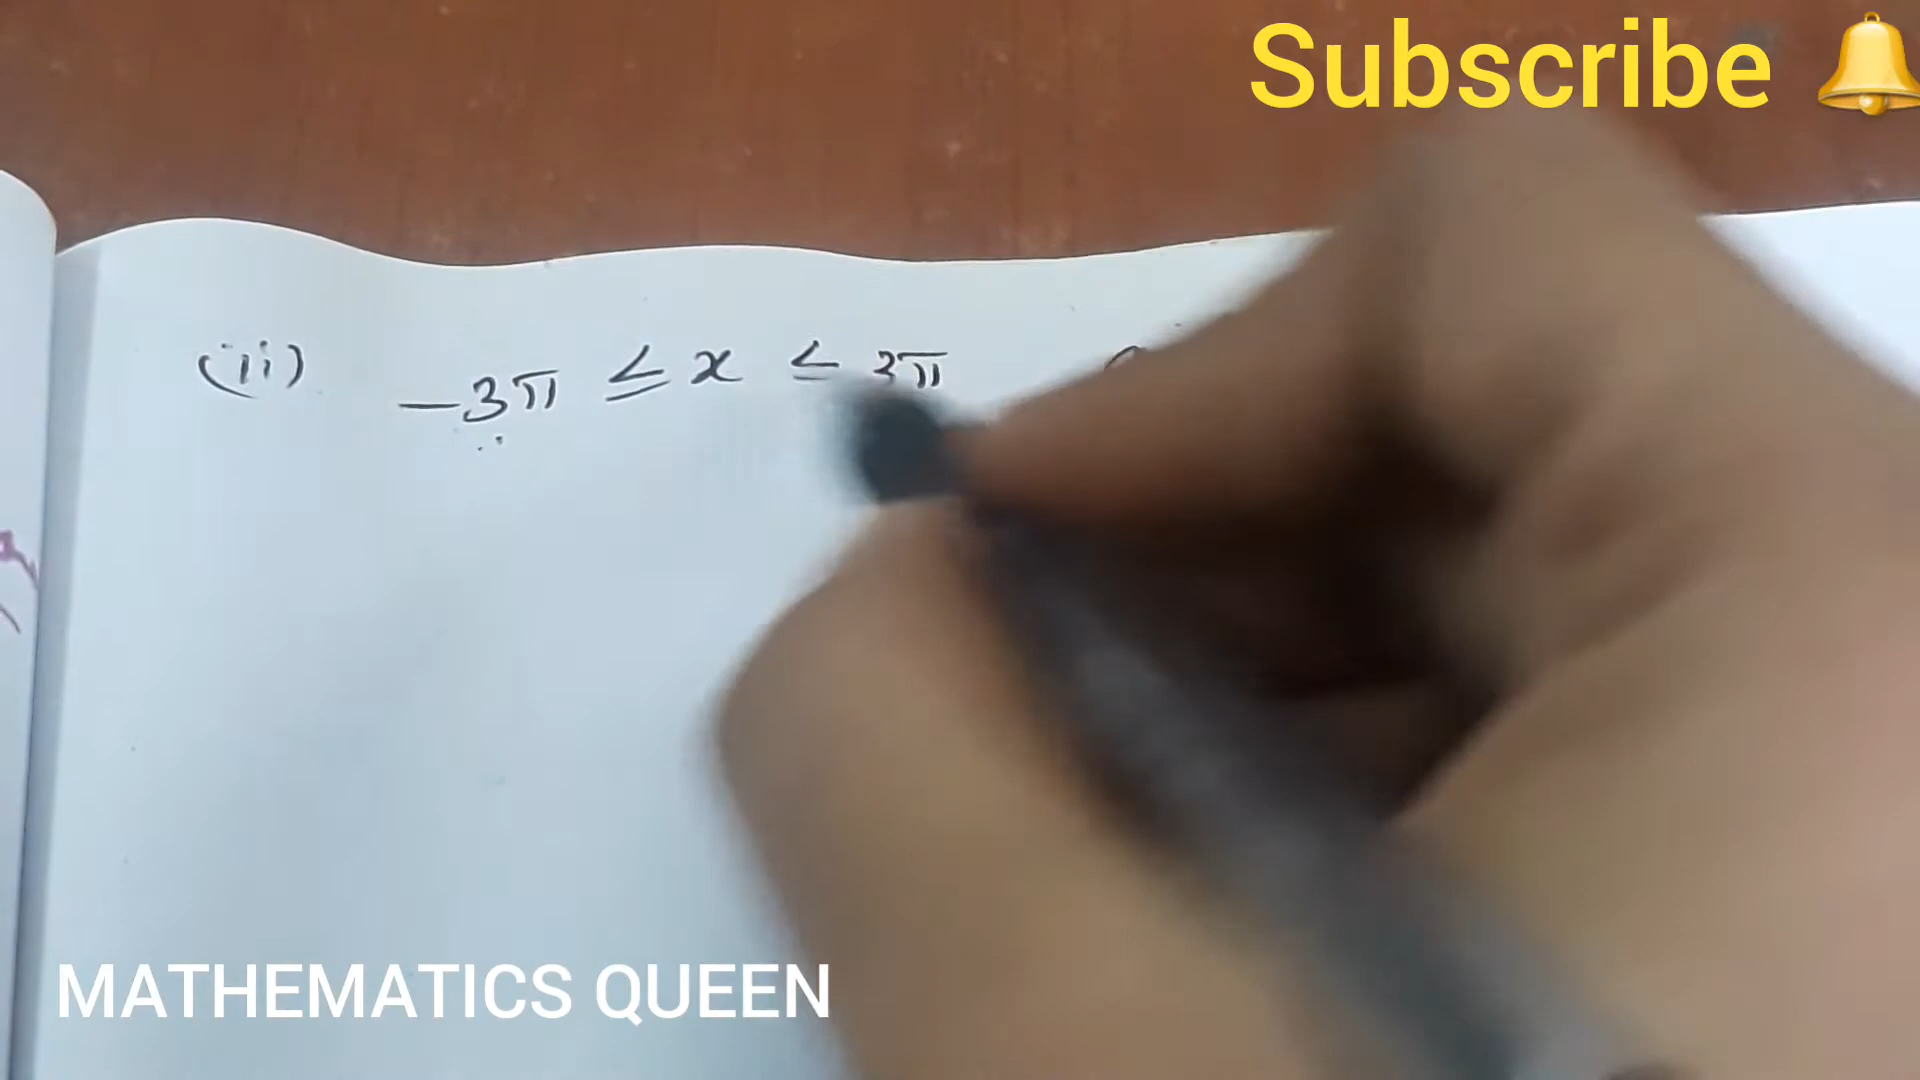 Subscribe 🔔
(ii) -3π ≤ x ≤ 3π
MATHEMATICS QUEEN